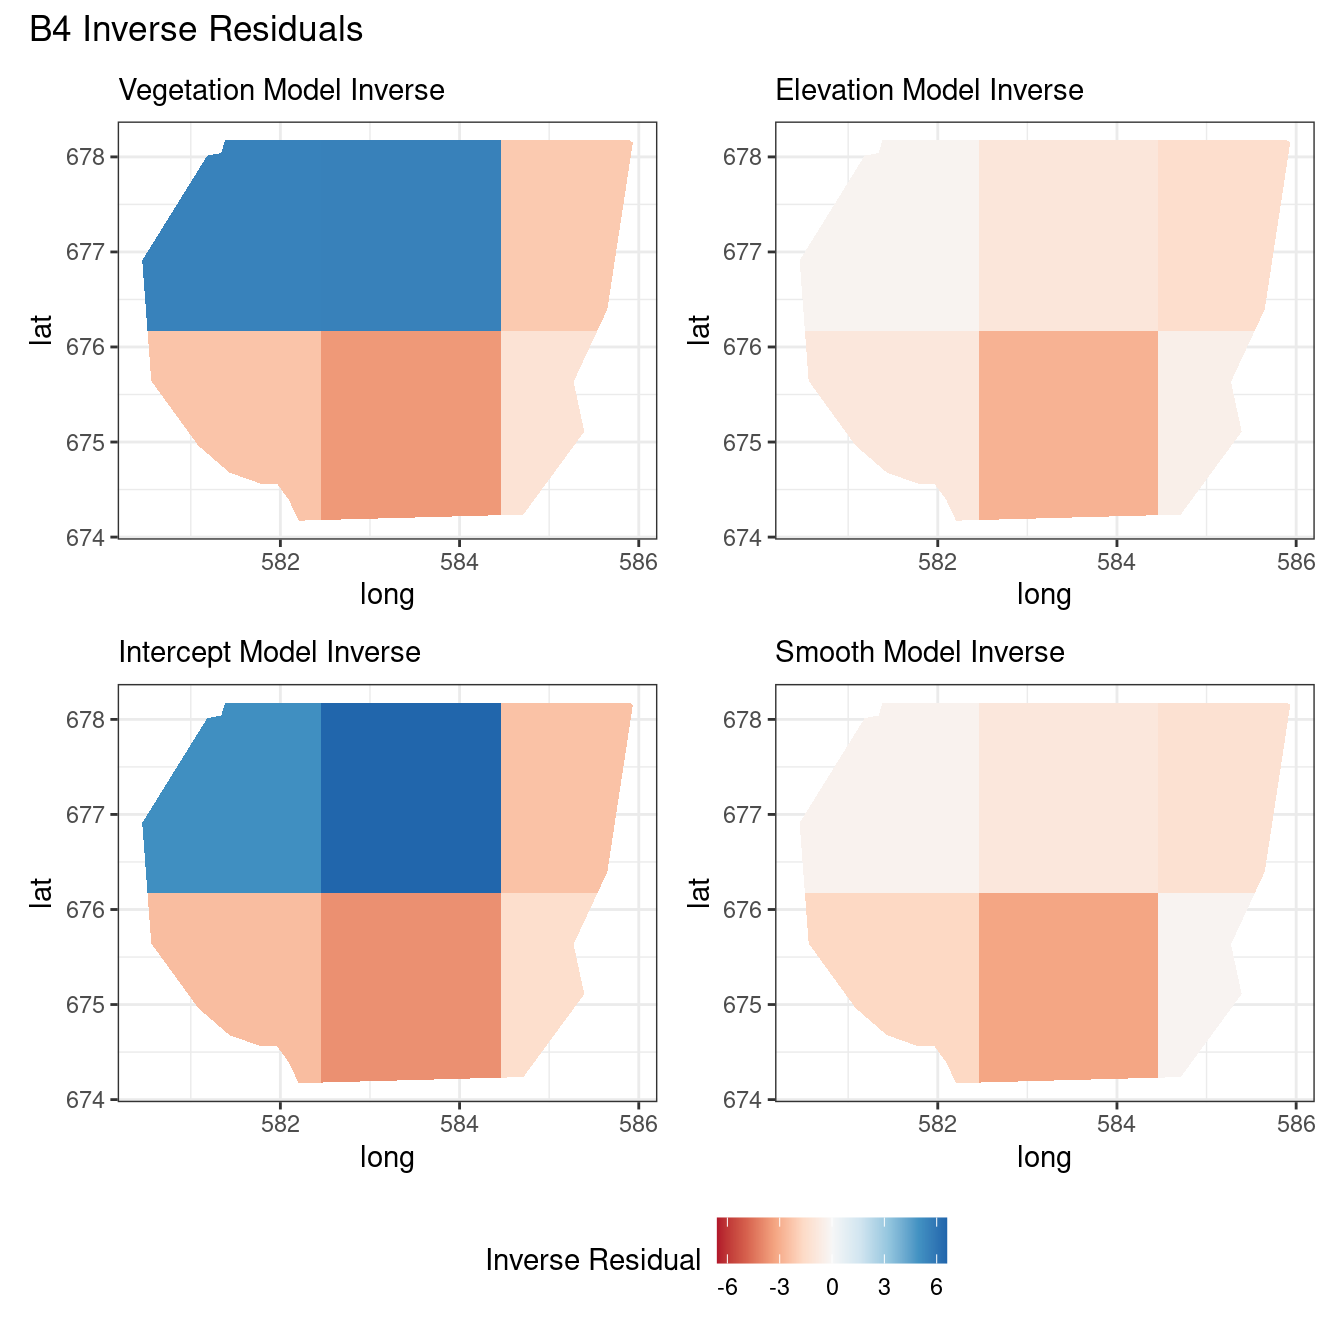 B4 Inverse Residuals
Vegetation Model Inverse
678
677
676
675
674
lat
582 584 586
long
Elevation Model Inverse
678
677
676
675
674
lat
582 584 586
long
Intercept Model Inverse
678
677
676
675
674
lat
582 584 586
long
Smooth Model Inverse
678
677
676
675
674
lat
582 584 586
long
Inverse Residual
-6 -3 0 3 6